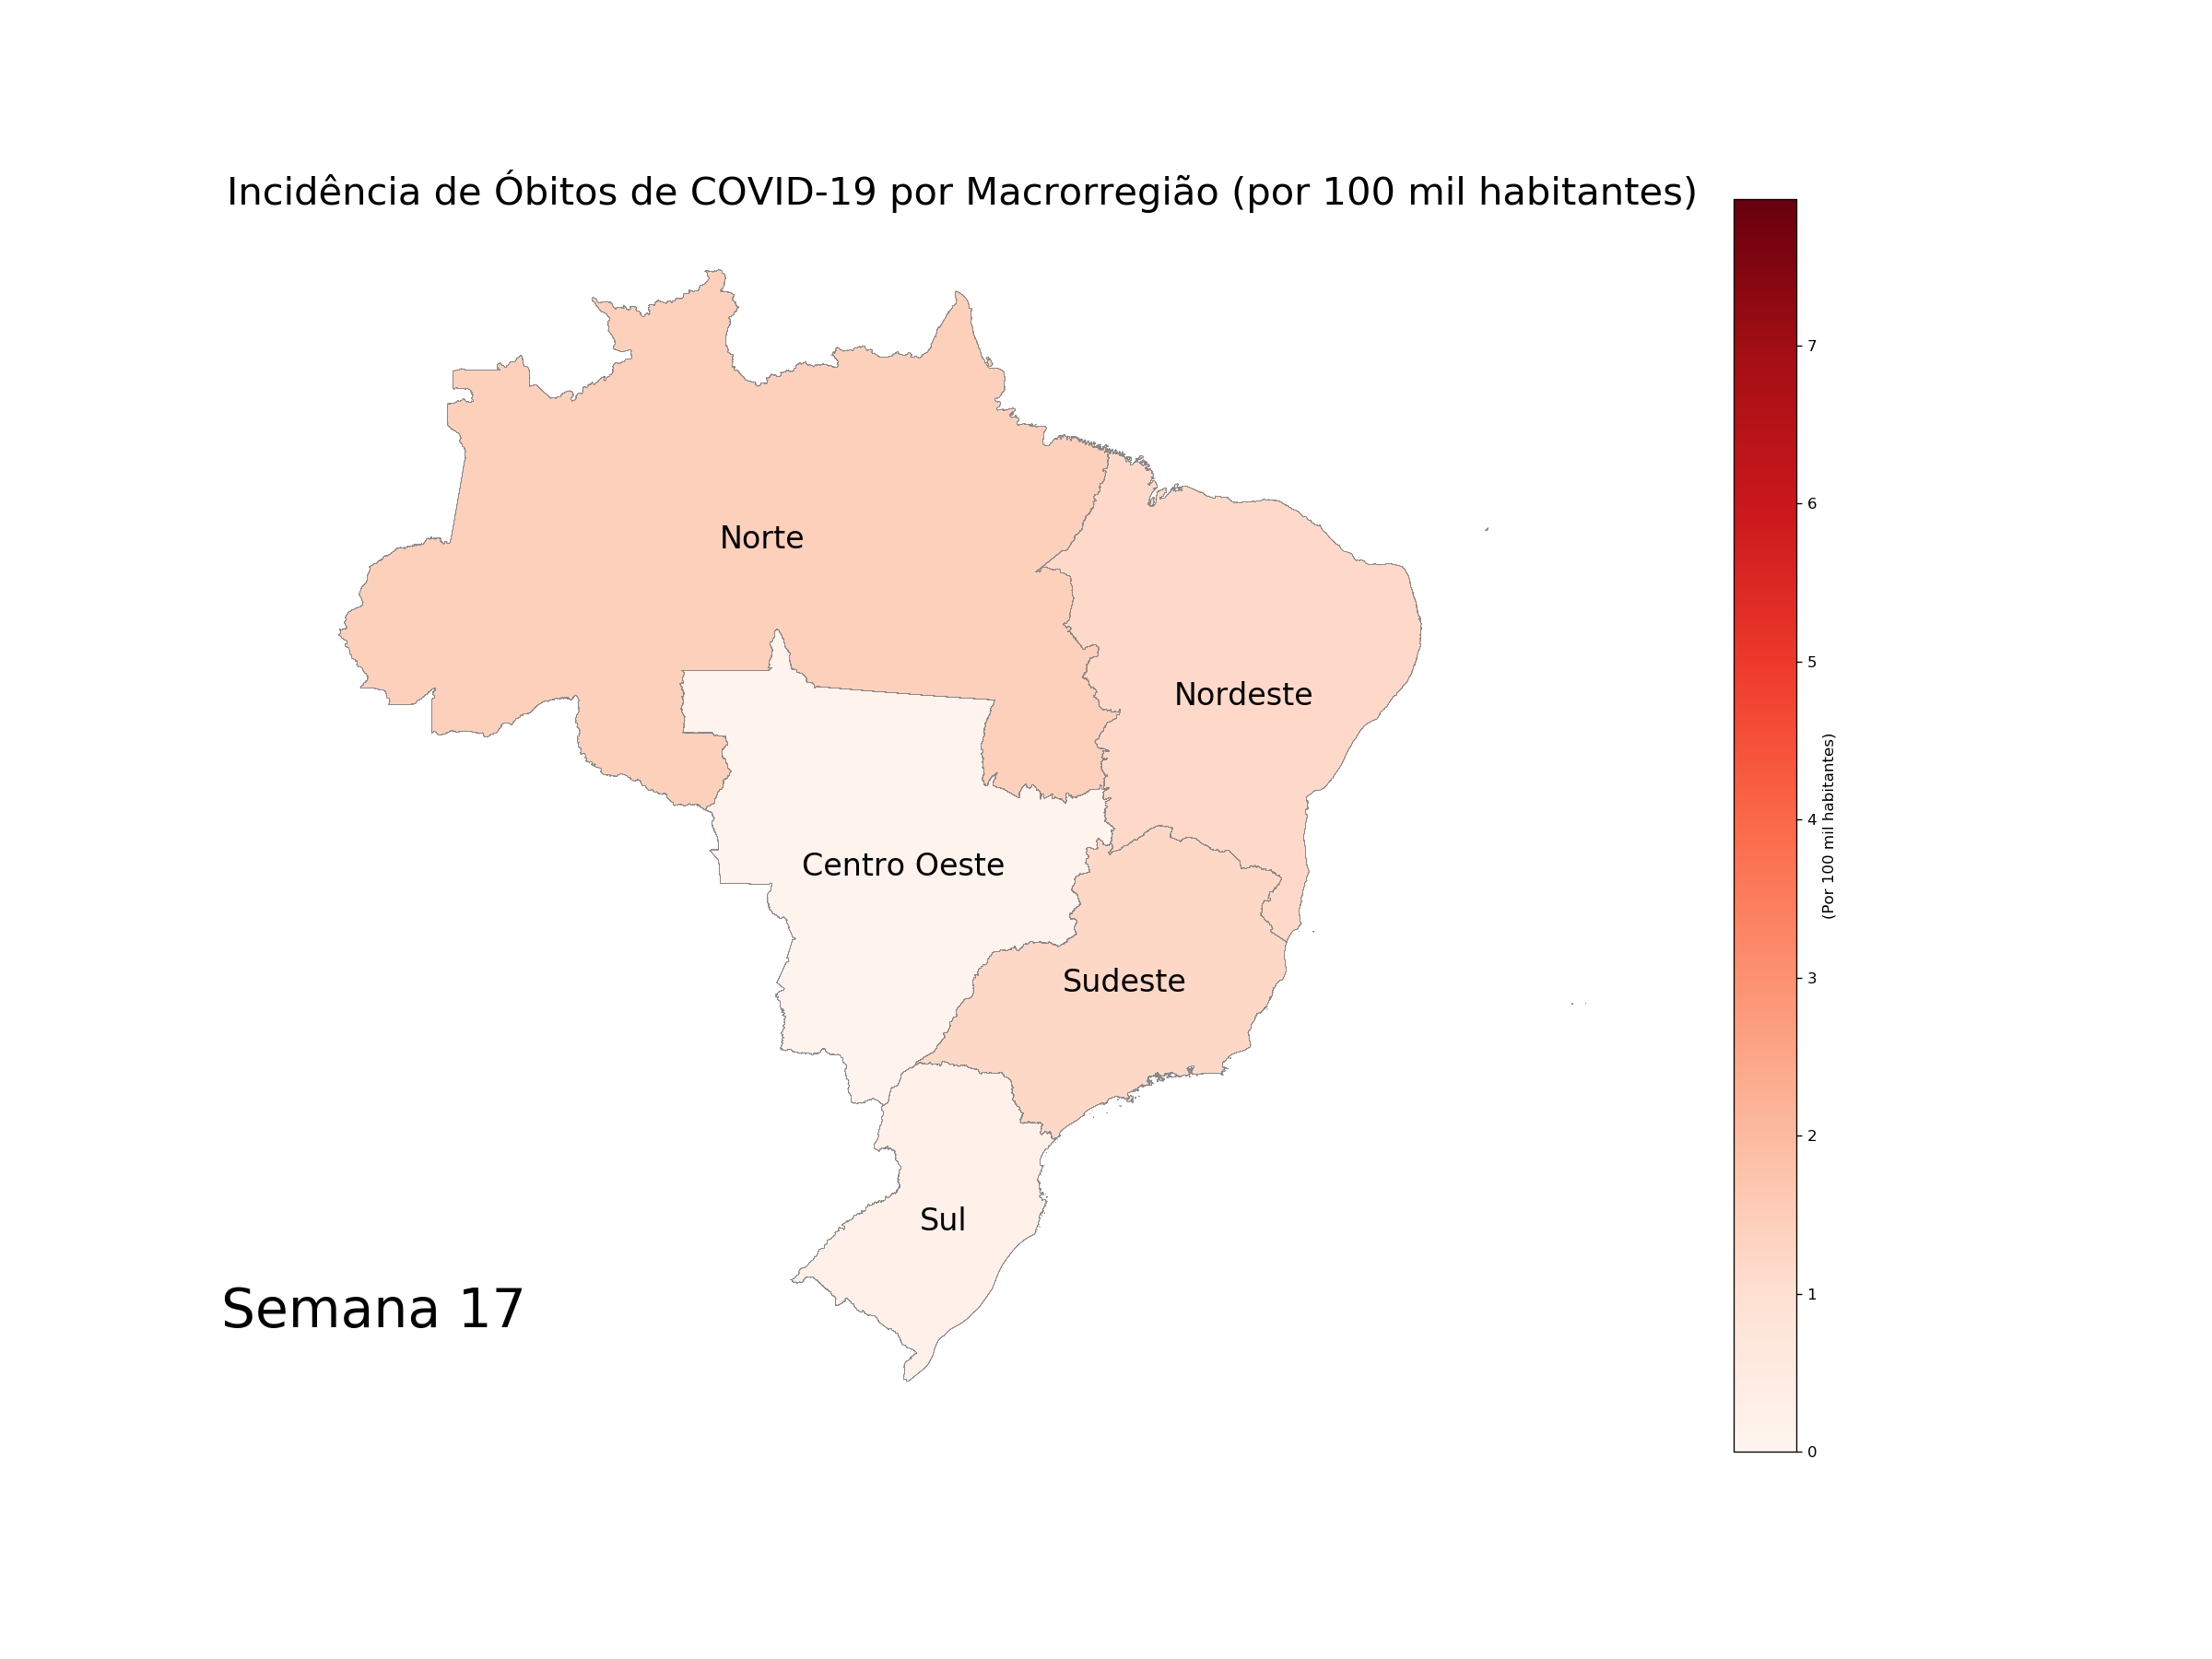 Incidência de Óbitos de COVID-19 por Macrorregião (por 100 mil habitantes)
Norte
Nordeste
Centro Oeste
Sudeste
Sul
Semana 17
7
6
5
4
3
2
1
0
(Por 100 mil habitantes)